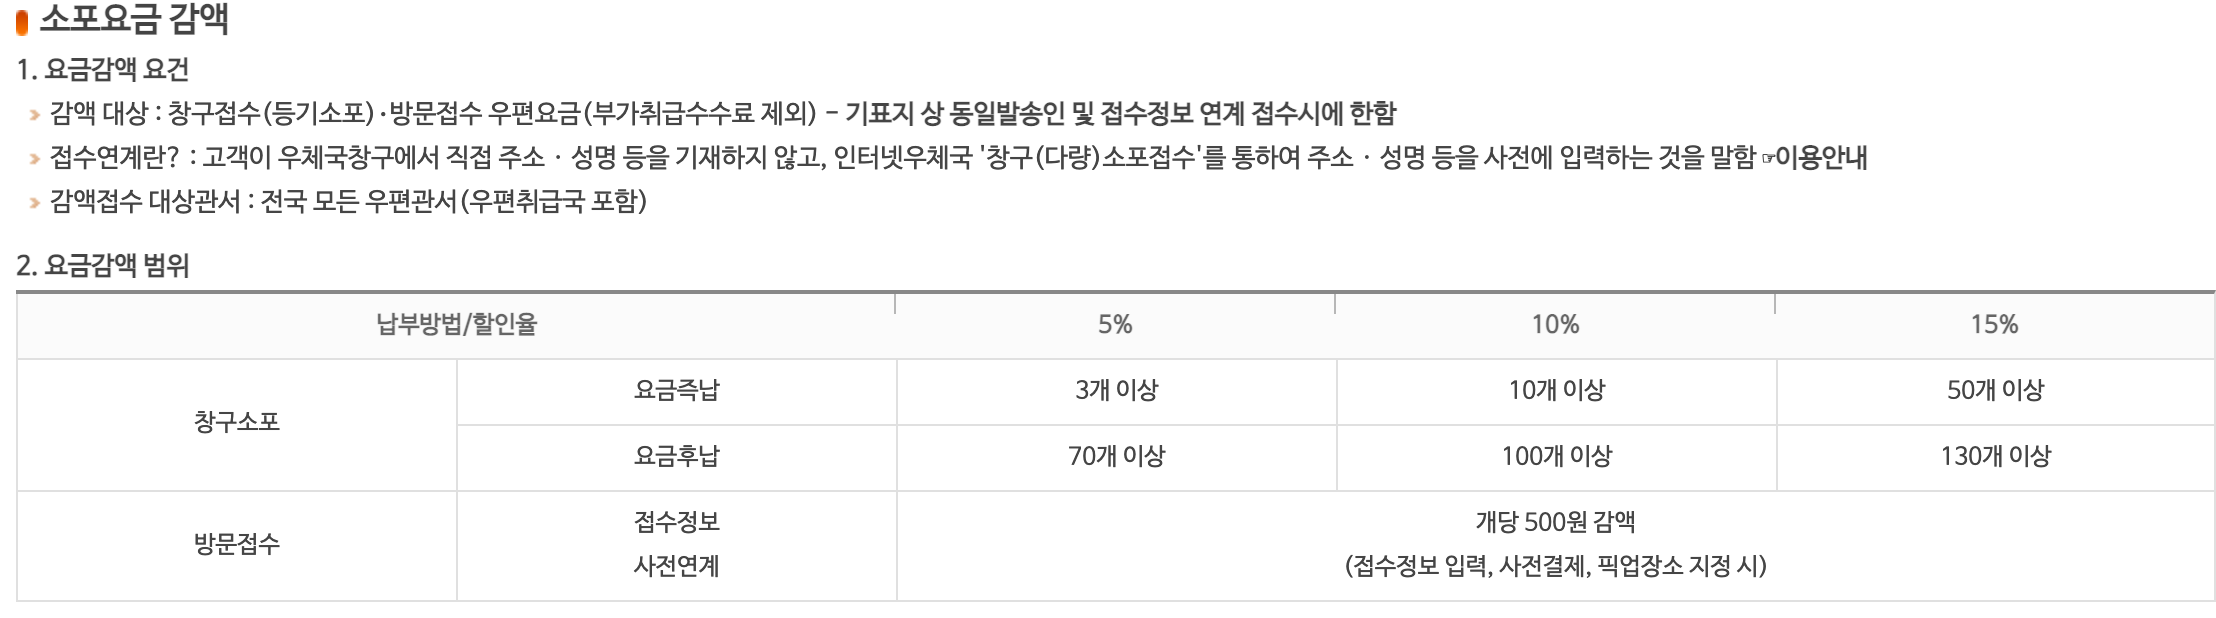 소포요금 감액
1. 요금감액 요건
감액 대상 : 창구접수(등기소포)·방문접수 우편요금(부가취급수수료 제외) - 기표지 상 동일발송인 및 접수정보 연계 접수시에 한함
접수연계란? : 고객이 우체국창구에서 직접 주소 · 성명 등을 기재하지 않고, 인터넷우체국 '창구(다량)소포접수'를 통하여 주소 · 성명 등을 사전에 입력하는 것을 말함 ☞이용안내
감액접수 대상관서 : 전국 모든 우편관서(우편취급국 포함)
2. 요금감액 범위
납부방법/할인율 5% 10% 15%
창구소포 요금즉납 3개 이상 10개 이상 50개 이상
요금후납 70개 이상 100개 이상 130개 이상
방문접수 접수정보 개당 500원 감액
사전연계 (접수정보 입력, 사전결제, 픽업장소 지정 시)